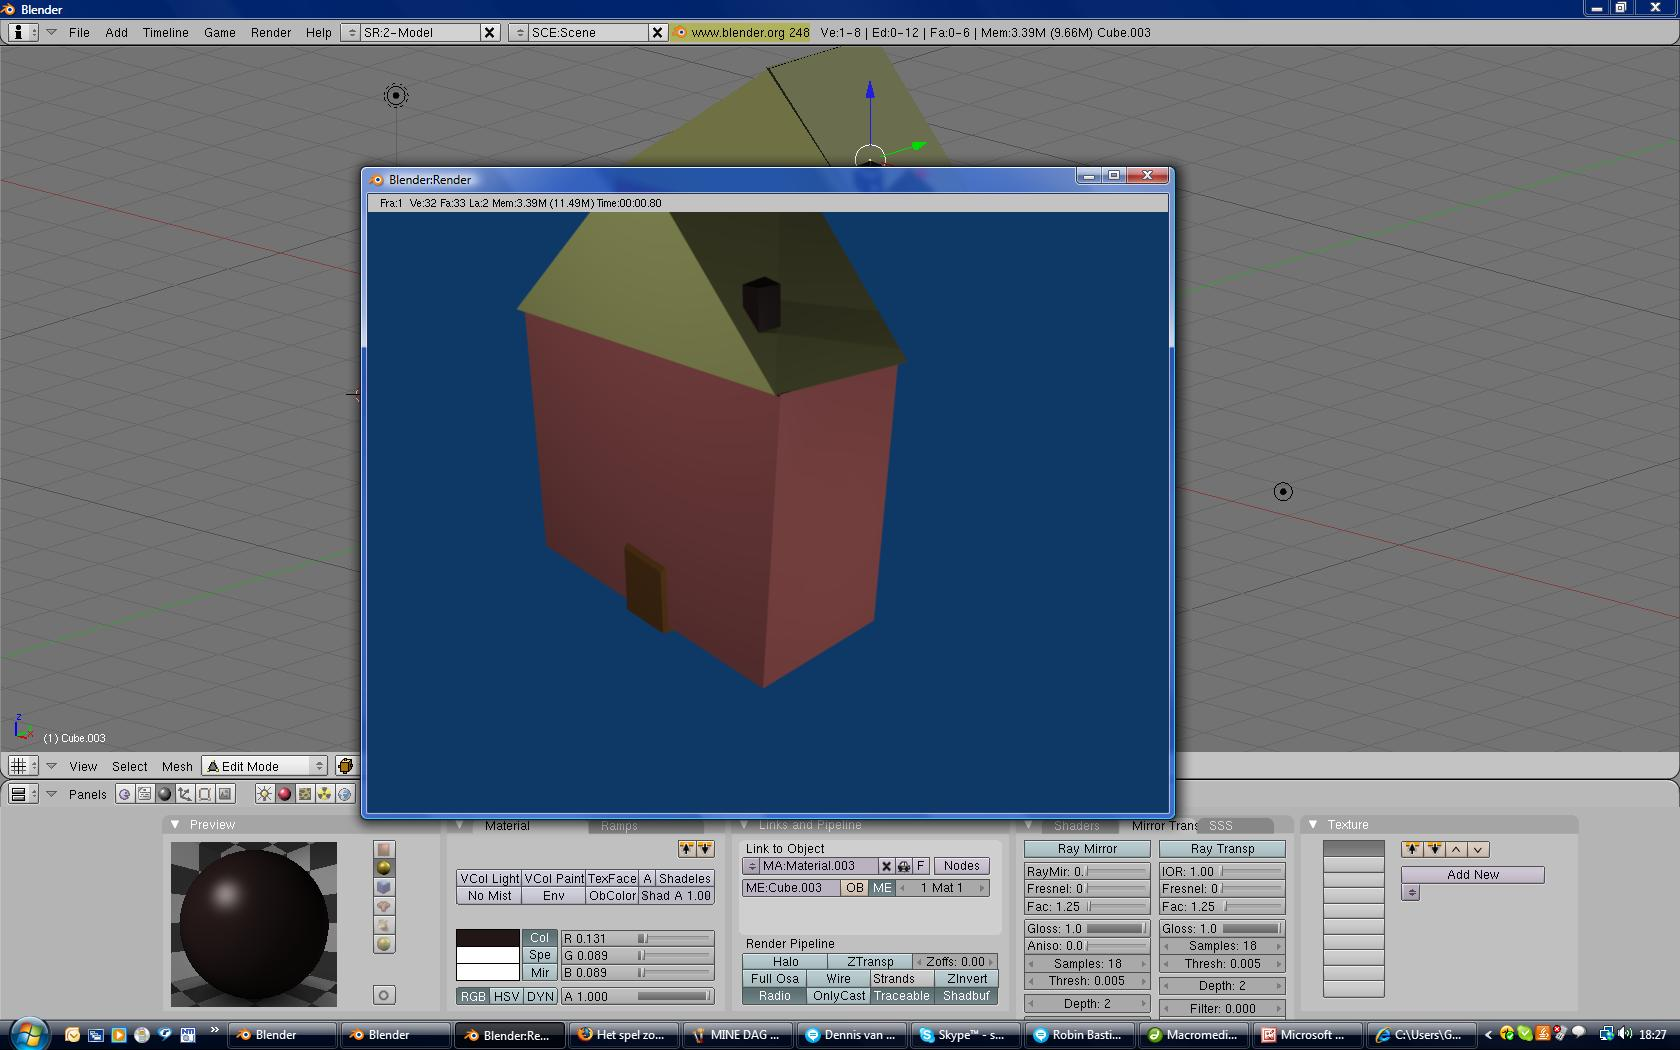 Blender
File Add Timeline Game Render Help SR:2-Model SCE:Scene www.blender.org 248 Ve:1-8 | Ed:0-12 | Fa:0-6 | Mem:3.39M (9.66M) Cube.003
Blender:Render
Fra:1 Ve:32 Fa:33 La:2 Mem:3.39M (11.49M) Time:00:00.80
z
(1) Cube.003
View Select Mesh Edit Mode
Panels
Preview
Material Ramps
VCol Light VCol Paint TexFace A Shadeles
No Mist Env ObColor Shad A 1.00
Col R 0.131
Spe G 0.089
Mir B 0.089
RGB HSV DYN A 1.000
Links and Pipeline
Link to Object
MA:Material.003 F Nodes
ME:Cube.003 OB ME 1 Mat 1
Render Pipeline
Halo ZTransp Zoffs: 0.00
Full Osa Wire Strands ZInvert
Radio OnlyCast Traceable Shadbuf
Shaders Mirror Trans SSS
Ray Mirror Ray Transp
RayMir: 0. IOR: 1.00
Fresnel: 0 Fresnel: 0
Fac: 1.25 Fac: 1.25
Gloss: 1.0 Gloss: 1.0
Aniso: 0.0 Samples: 18
Samples: 18 Thresh: 0.005
Thresh: 0.005 Depth: 2
Depth: 2 Filter: 0.000
Texture
Add New
Blender Blender Blender:Re... Het spel zo... MINE DAG ... Dennis van ... Skype™ - s... Robin Basti... Macromedi... Microsoft ... C:\Users\G... 18:27